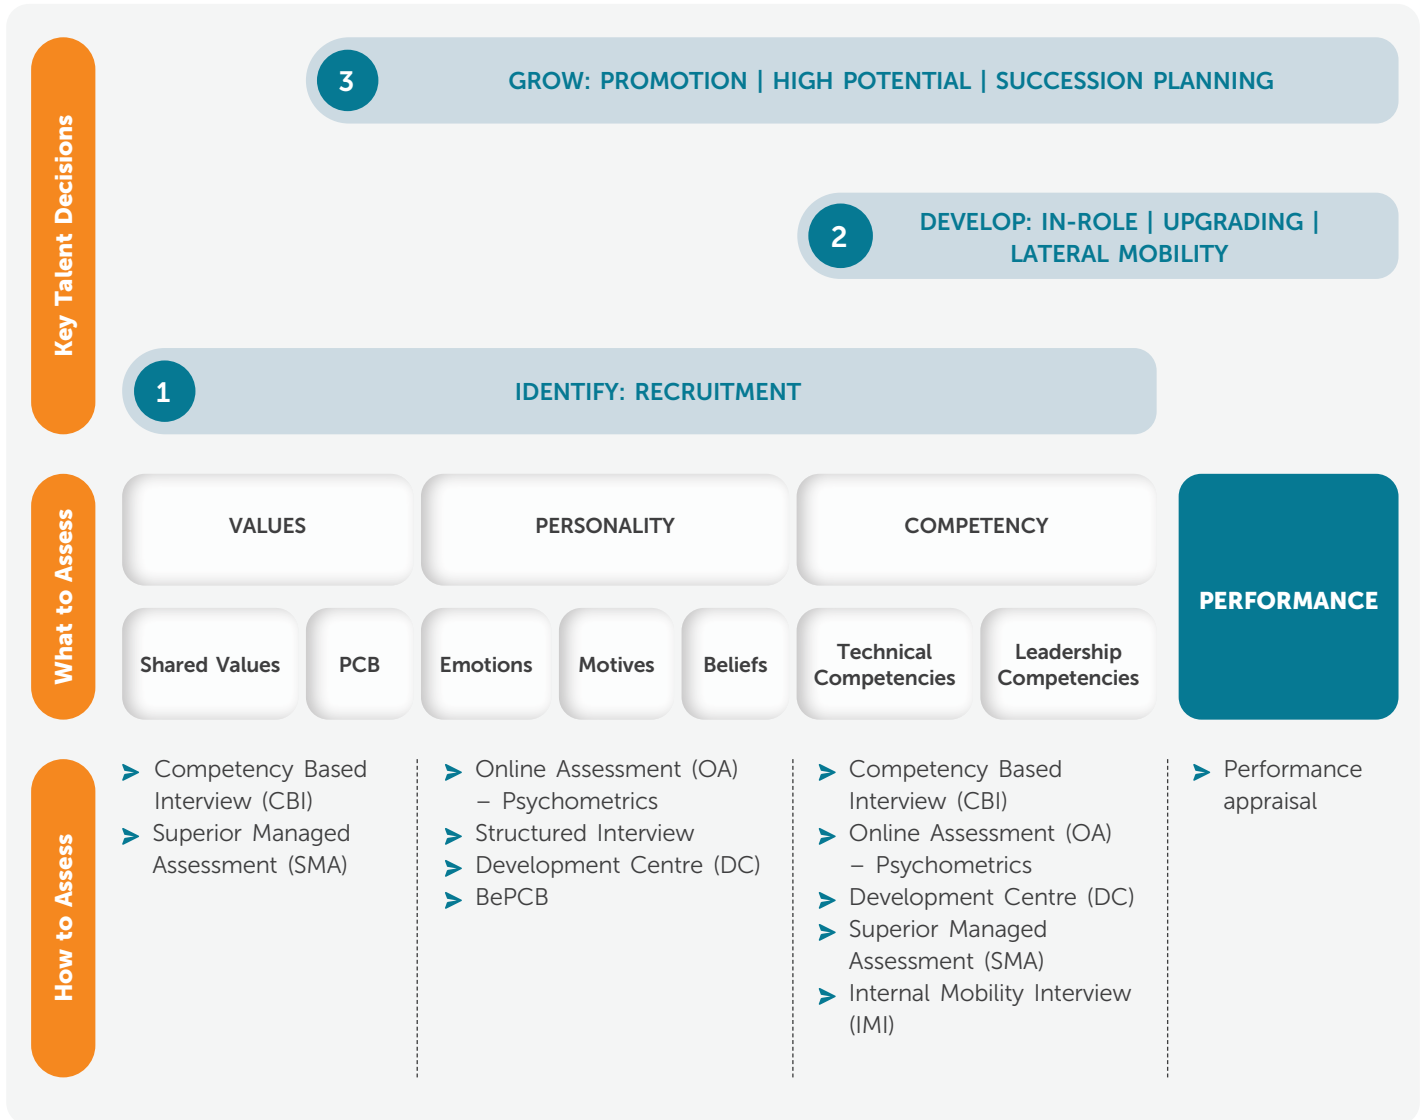 Key Talent Decisions
3
GROW: PROMOTION | HIGH POTENTIAL | SUCCESSION PLANNING
2
DEVELOP: IN-ROLE | UPGRADING |
LATERAL MOBILITY
1
IDENTIFY: RECRUITMENT
What to Assess
VALUES
PERSONALITY
COMPETENCY
PERFORMANCE
Shared Values
PCB
Emotions
Motives
Beliefs
Technical
Competencies
Leadership
Competencies
How to Assess
Competency Based
Interview (CBI)
Superior Managed
Assessment (SMA)
Online Assessment (OA)
– Psychometrics
Structured Interview
Development Centre (DC)
BePCB
Competency Based
Interview (CBI)
Online Assessment (OA)
– Psychometrics
Development Centre (DC)
Superior Managed
Assessment (SMA)
Internal Mobility Interview
(IMI)
Performance
appraisal